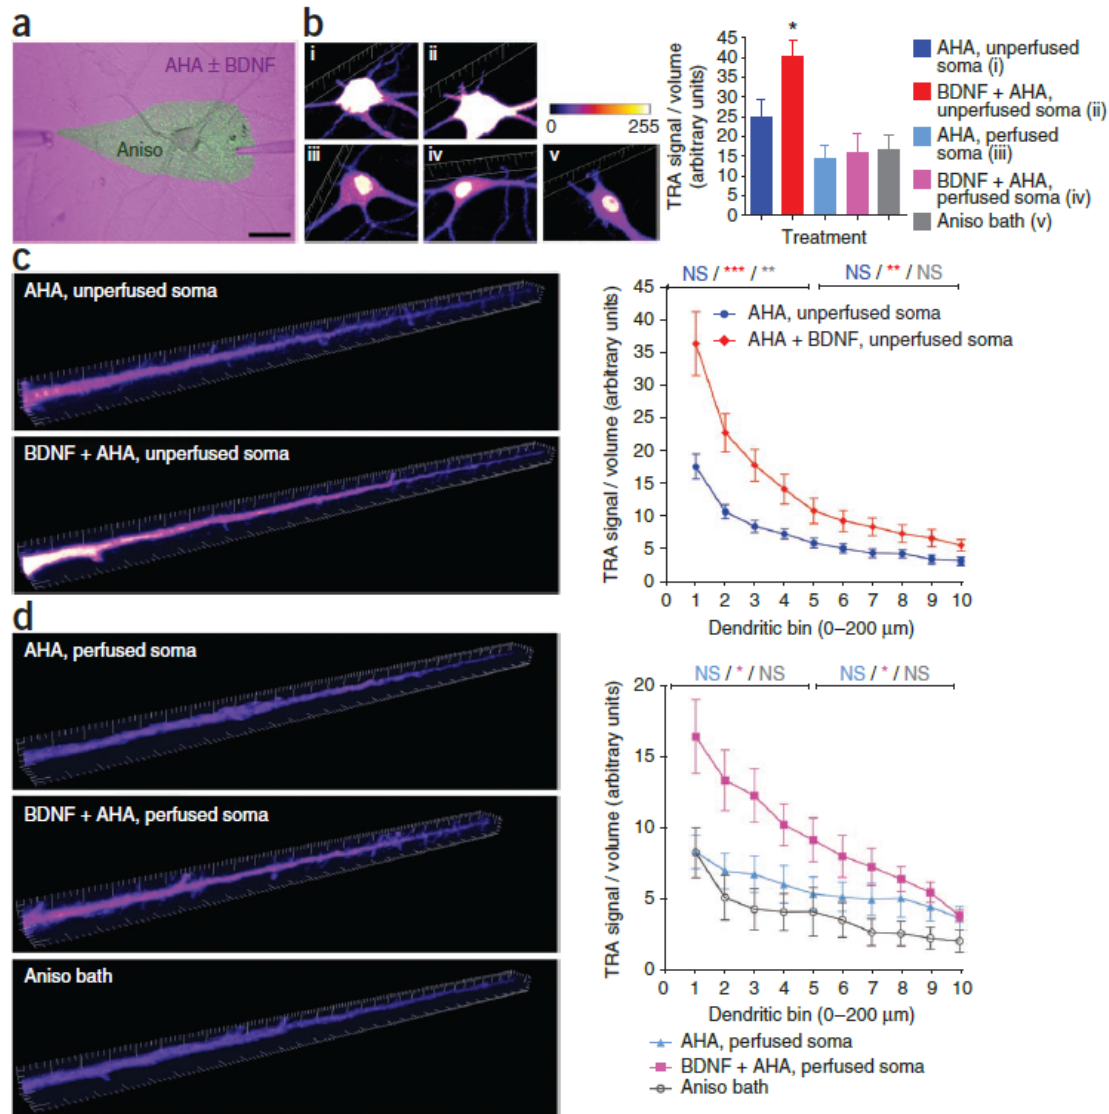 a
AHA ± BDNF
Aniso
b
i
ii
iii
iv
v
0 255
TRA signal / volume
(arbitrary units)
45
40
35
30
25
20
15
10
5
0
*
Treatment
AHA, unperfused
soma (i)
BDNF + AHA,
unperfused soma (ii)
AHA, perfused
soma (iii)
BDNF + AHA,
perfused soma (iv)
Aniso bath (v)
c
AHA, unperfused soma
BDNF + AHA, unperfused soma
NS / *** / **
NS / ** / NS
AHA, unperfused soma
AHA + BDNF, unperfused soma
TRA signal / volume (arbitrary units)
45
40
35
30
25
20
15
10
5
0
0 1 2 3 4 5 6 7 8 9 10
Dendritic bin (0–200 μm)
d
AHA, perfused soma
BDNF + AHA, perfused soma
Aniso bath
NS / * / NS
NS / * / NS
TRA signal / volume (arbitrary units)
20
15
10
5
0
0 1 2 3 4 5 6 7 8 9 10
Dendritic bin (0–200 μm)
AHA, perfused soma
BDNF + AHA, perfused soma
Aniso bath